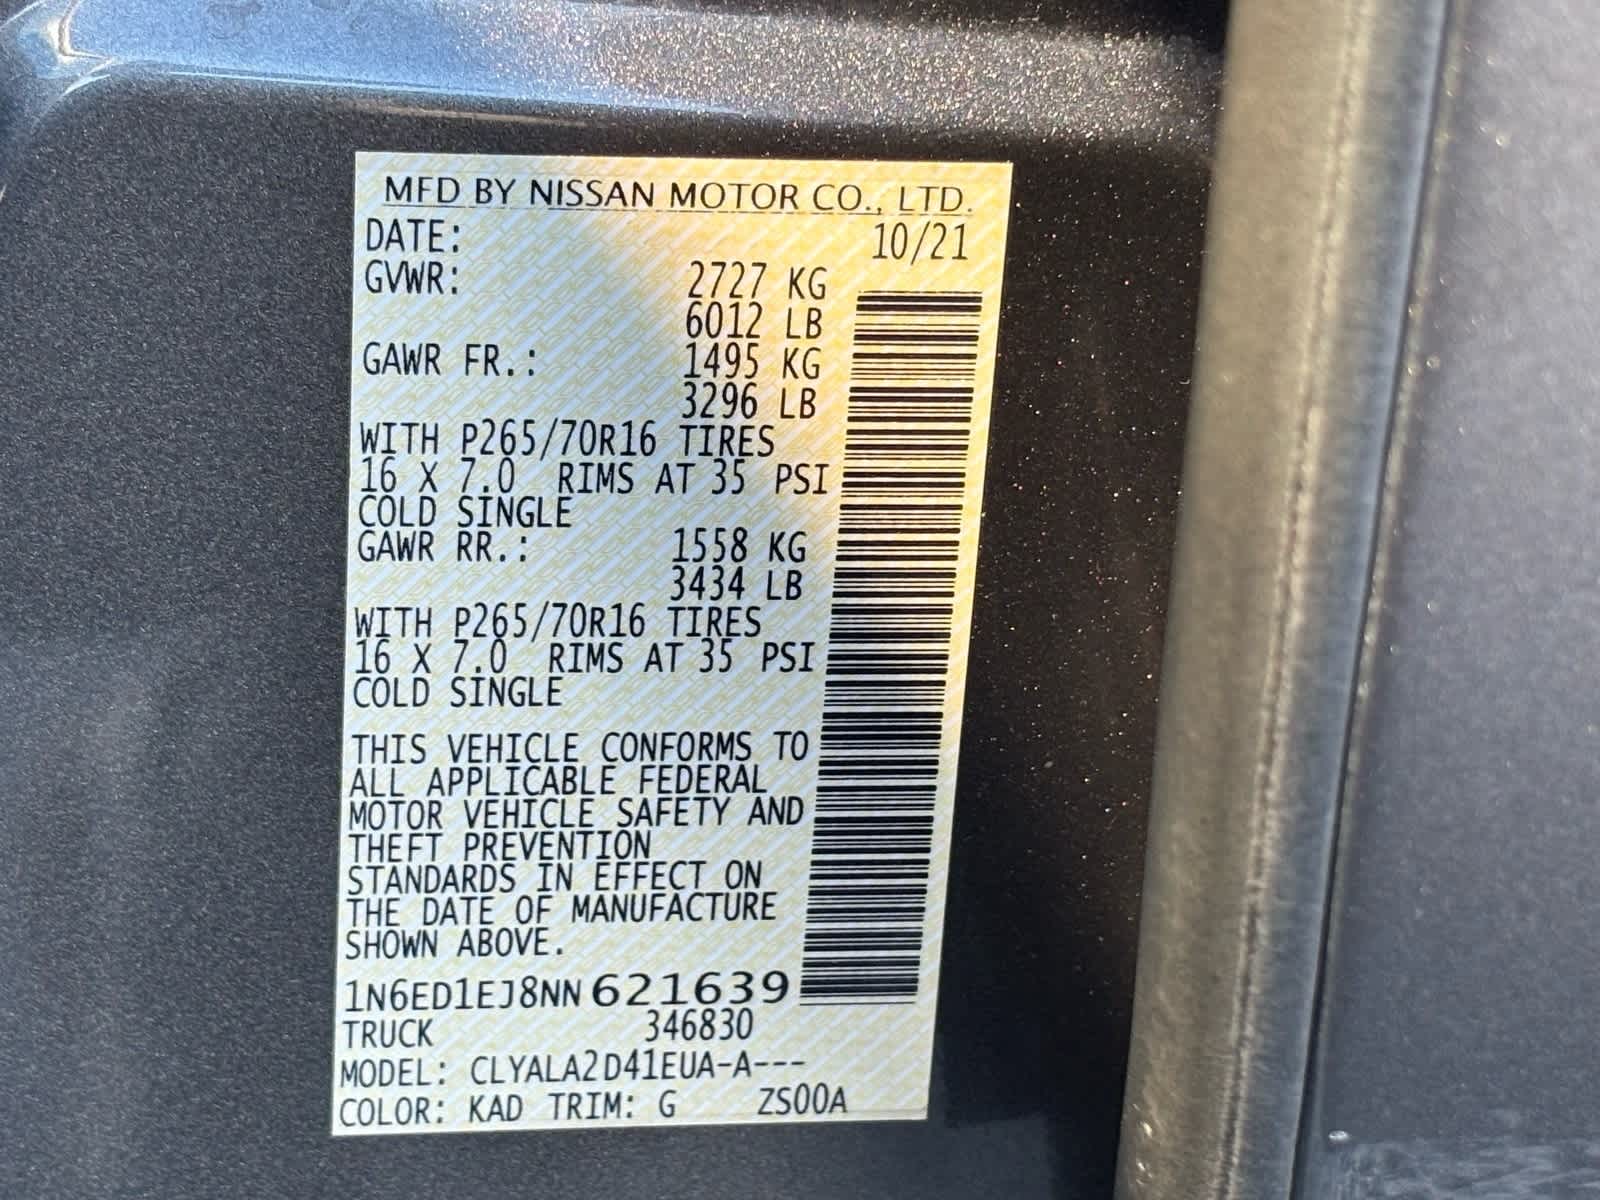 MFD BY NISSAN MOTOR CO., LTD.
DATE: 10/21
GVWR: 2727 KG
6012 LB
GAWR FR.: 1495 KG
3296 LB
WITH P265/70R16 TIRES
16 X 7.0 RIMS AT 35 PSI
COLD SINGLE
GAWR RR.: 1558 KG
3434 LB
WITH P265/70R16 TIRES
16 X 7.0 RIMS AT 35 PSI
COLD SINGLE
THIS VEHICLE CONFORMS TO
ALL APPLICABLE FEDERAL
MOTOR VEHICLE SAFETY AND
THEFT PREVENTION
STANDARDS IN EFFECT ON
THE DATE OF MANUFACTURE
SHOWN ABOVE.
1N6ED1EJ8NN621639
TRUCK 346830
MODEL: CLYALA2D41EUA-A---
COLOR: KAD TRIM: G ZS00A